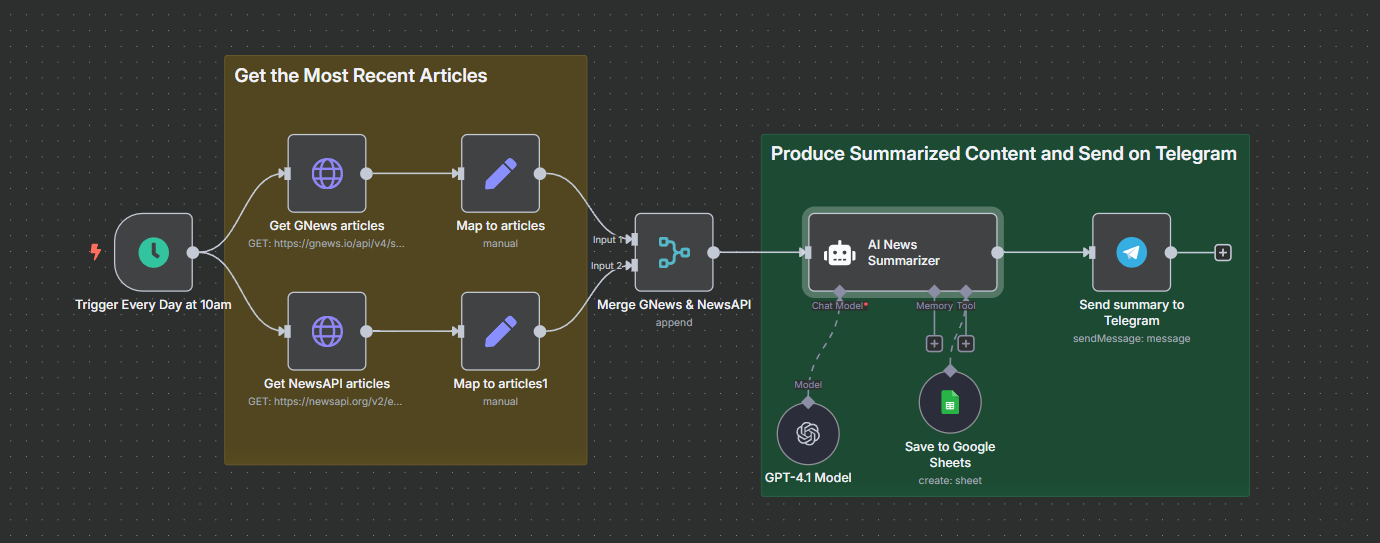 Get the Most Recent Articles
Produce Summarized Content and Send on Telegram
Trigger Every Day at 10am
Get GNews articles
GET: https://gnews.io/api/v4/s...
Map to articles
manual
Get NewsAPI articles
GET: https://newsapi.org/v2/e...
Map to articles1
manual
Input 1
Input 2
Merge GNews & NewsAPI
append
AI News
Summarizer
Chat Model*
Memory
Tool
Model
GPT-4.1 Model
Save to Google
Sheets
create: sheet
Send summary to
Telegram
sendMessage: message